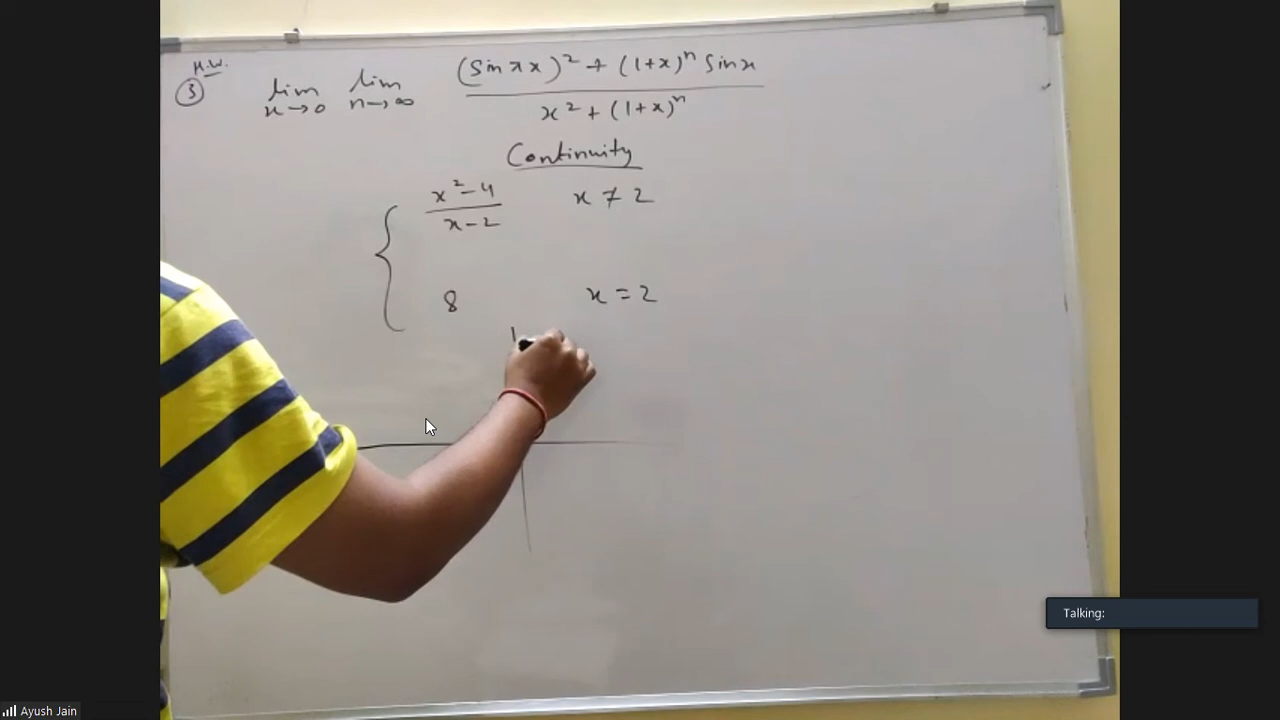 H.W.
③ lim x→0 lim n→∞ (Sin πx)² + (1+x)ⁿ Sinx
x² + (1+x)ⁿ
Continuity
x²-4 x ≠ 2
x-2
8 x = 2
Talking:
Ayush Jain